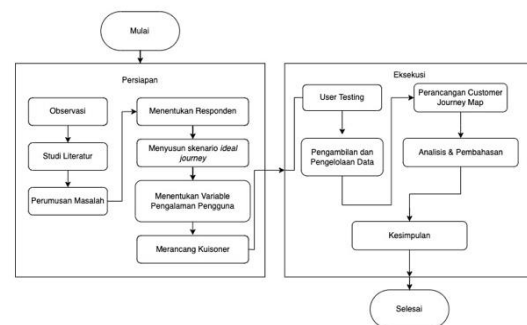 Mulai
Persiapan
Observasi
Studi Literatur
Perumusan Masalah
Menentukan Responden
Menyusun skenario ideal journey
Menentukan Variable
Pengalaman Pengguna
Merancang Kuisoner
Eksekusi
User Testing
Pengambilan dan
Pengelolaan Data
Perancangan Customer
Journey Map
Analisis & Pembahasan
Kesimpulan
Selesai